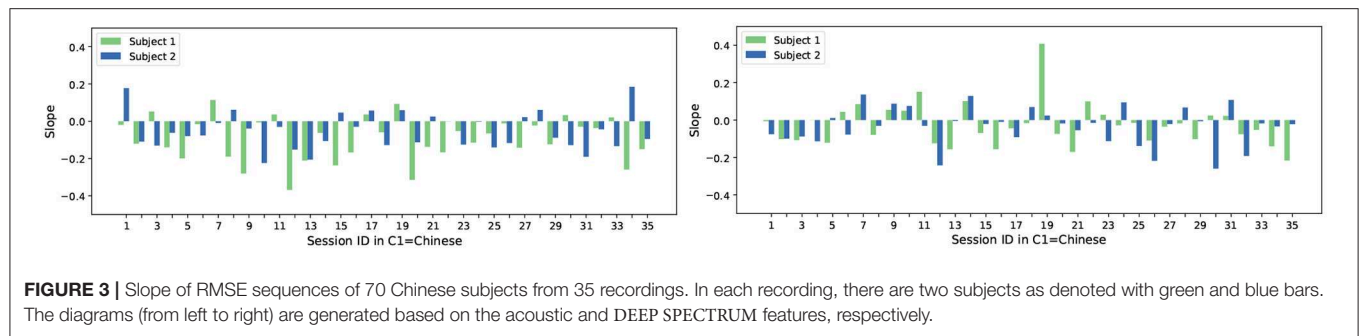 Subject 1
Subject 2
0.4
0.2
0.0
−0.2
−0.4
Slope
1 3 5 7 9 11 13 15 17 19 21 23 25 27 29 31 33 35
Session ID in C1=Chinese
Subject 1
Subject 2
0.4
0.2
0.0
−0.2
−0.4
Slope
1 3 5 7 9 11 13 15 17 19 21 23 25 27 29 31 33 35
Session ID in C1=Chinese
FIGURE 3 | Slope of RMSE sequences of 70 Chinese subjects from 35 recordings. In each recording, there are two subjects as denoted with green and blue bars.
The diagrams (from left to right) are generated based on the acoustic and DEEP SPECTRUM features, respectively.